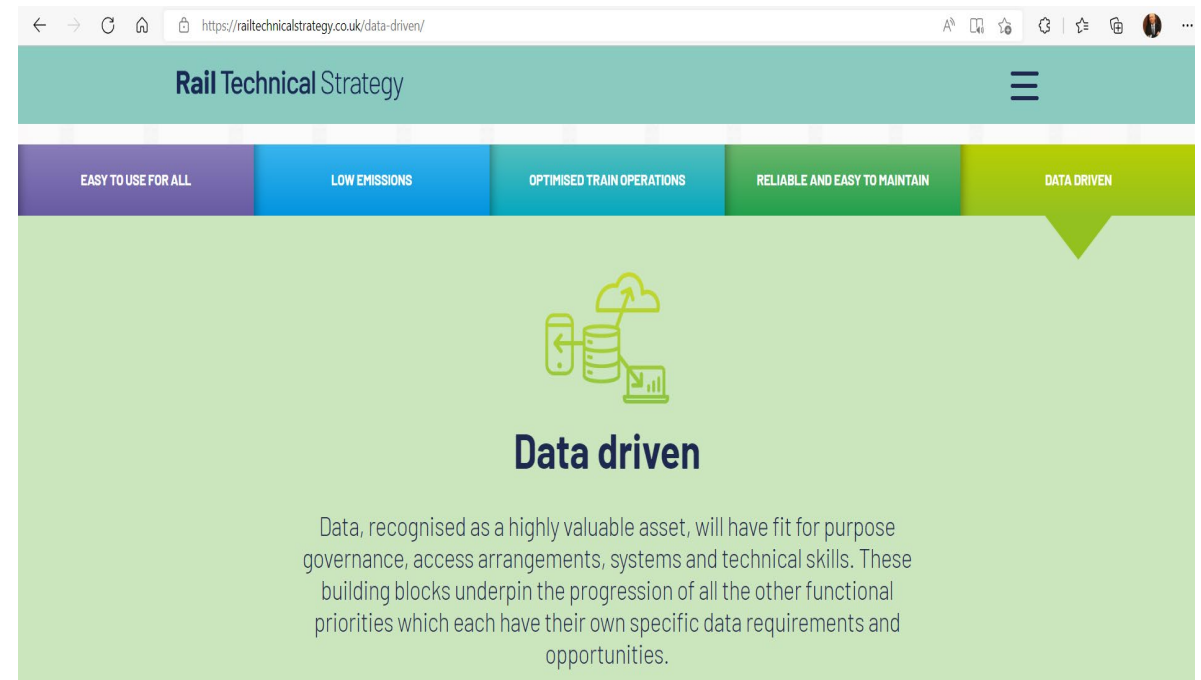 https://railtechnicalstrategy.co.uk/data-driven/
Rail Technical Strategy
EASY TO USE FOR ALL
LOW EMISSIONS
OPTIMISED TRAIN OPERATIONS
RELIABLE AND EASY TO MAINTAIN
DATA DRIVEN
Data driven
Data, recognised as a highly valuable asset, will have fit for purpose
governance, access arrangements, systems and technical skills. These
building blocks underpin the progression of all the other functional
priorities which each have their own specific data requirements and
opportunities.